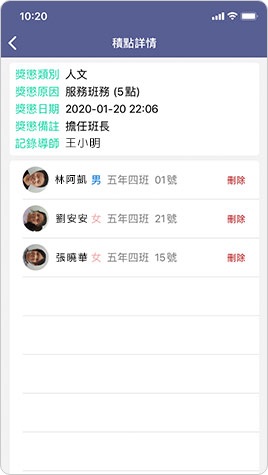 10:20
積點詳情
獎懲類別 人文
獎懲原因 服務班務 (5點)
獎懲日期 2020-01-20 22:06
獎懲備註 擔任班長
記錄導師 王小明
林阿凱 男 五年四班 01號 刪除
劉安安 女 五年四班 21號 刪除
張曉華 女 五年四班 15號 刪除